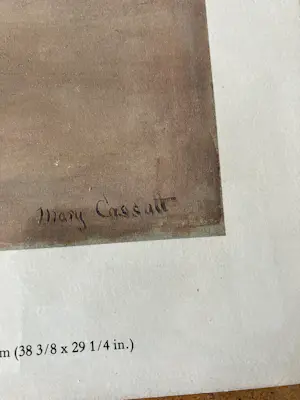 Mary Cassatt
m (38 3/8 x 29 1/4 in.)